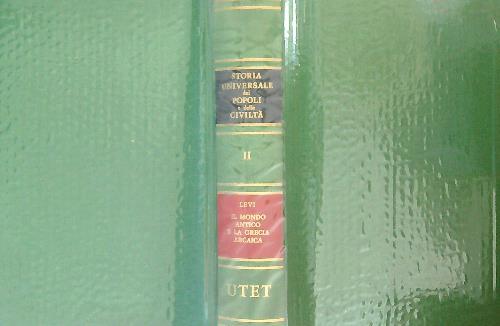 STORIA
UNIVERSALE
dei
POPOLI
e delle
CIVILTÀ
II
LEVI
IL MONDO
ANTICO
E LA GRECIA
ARCAICA
UTET